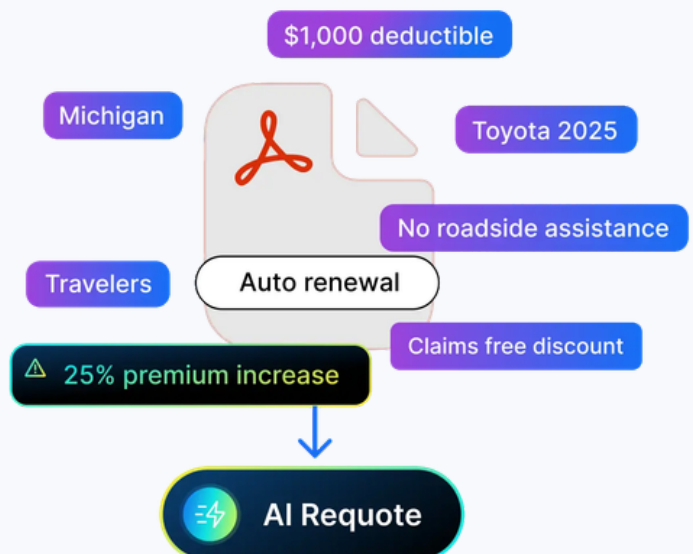 $1,000 deductible
Michigan
Toyota 2025
No roadside assistance
Travelers
Auto renewal
Claims free discount
25% premium increase
AI Requote